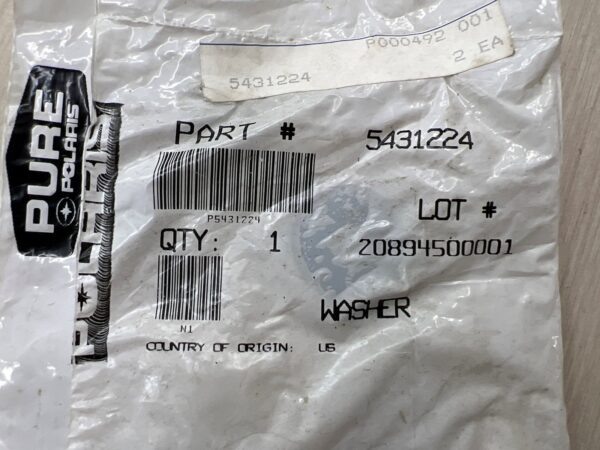 P000492 001
5431224
2 EA
PURE
POLARIS
POLARIS
PART # 5431224
P5431224
LOT #
QTY: 1
20894500001
N1
WASHER
COUNTRY OF ORIGIN: US